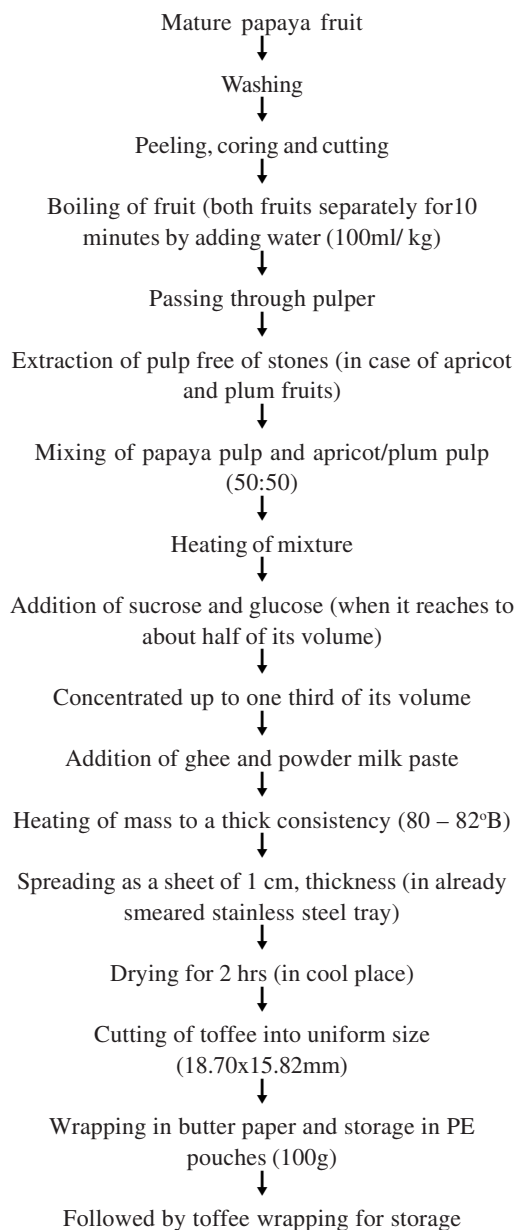 Mature papaya fruit
Washing
Peeling, coring and cutting
Boiling of fruit (both fruits separately for10
minutes by adding water (100ml/ kg)
Passing through pulper
Extraction of pulp free of stones (in case of apricot
and plum fruits)
Mixing of papaya pulp and apricot/plum pulp
(50:50)
Heating of mixture
Addition of sucrose and glucose (when it reaches to
about half of its volume)
Concentrated up to one third of its volume
Addition of ghee and powder milk paste
Heating of mass to a thick consistency (80 – 82°B)
Spreading as a sheet of 1 cm, thickness (in already
smeared stainless steel tray)
Drying for 2 hrs (in cool place)
Cutting of toffee into uniform size
(18.70x15.82mm)
Wrapping in butter paper and storage in PE
pouches (100g)
Followed by toffee wrapping for storage